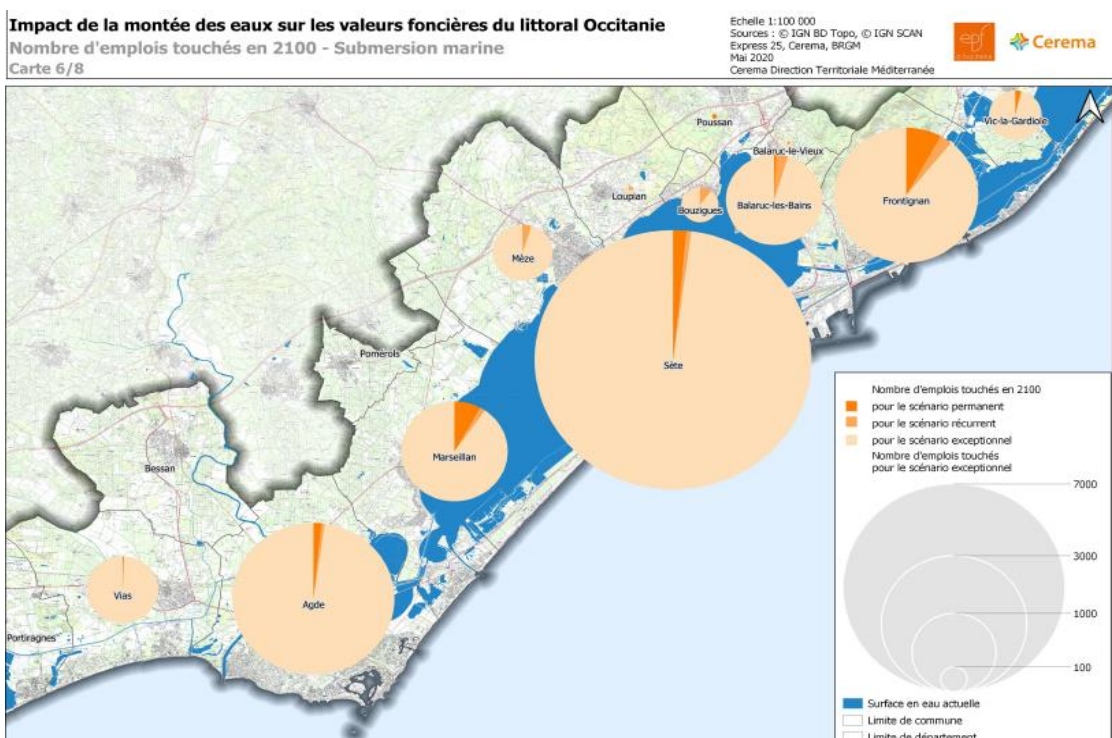 Impact de la montée des eaux sur les valeurs foncières du littoral Occitanie
Nombre d'emplois touchés en 2100 - Submersion marine
Carte 6/8
Echelle 1:100 000
Sources : © IGN BD Topo, © IGN SCAN
Express 25, Cerema, BRGM
Mai 2020
Cerema Direction Territoriale Méditerranée
epf
Cerema
Vic-la-Gardiole
Poussan
Balaruc-le-Vieux
Loupian
Bouzigues
Balaruc-les-Bains
Frontignan
Mèze
Pomérols
Sète
Marseillan
Bessan
Vias
Agde
Portiragnes
Nombre d'emplois touchés en 2100
pour le scénario permanent
pour le scénario récurrent
pour le scénario exceptionnel
Nombre d'emplois touchés
pour le scénario exceptionnel
7000
3000
1000
100
Surface en eau actuelle
Limite de commune
Limite de département